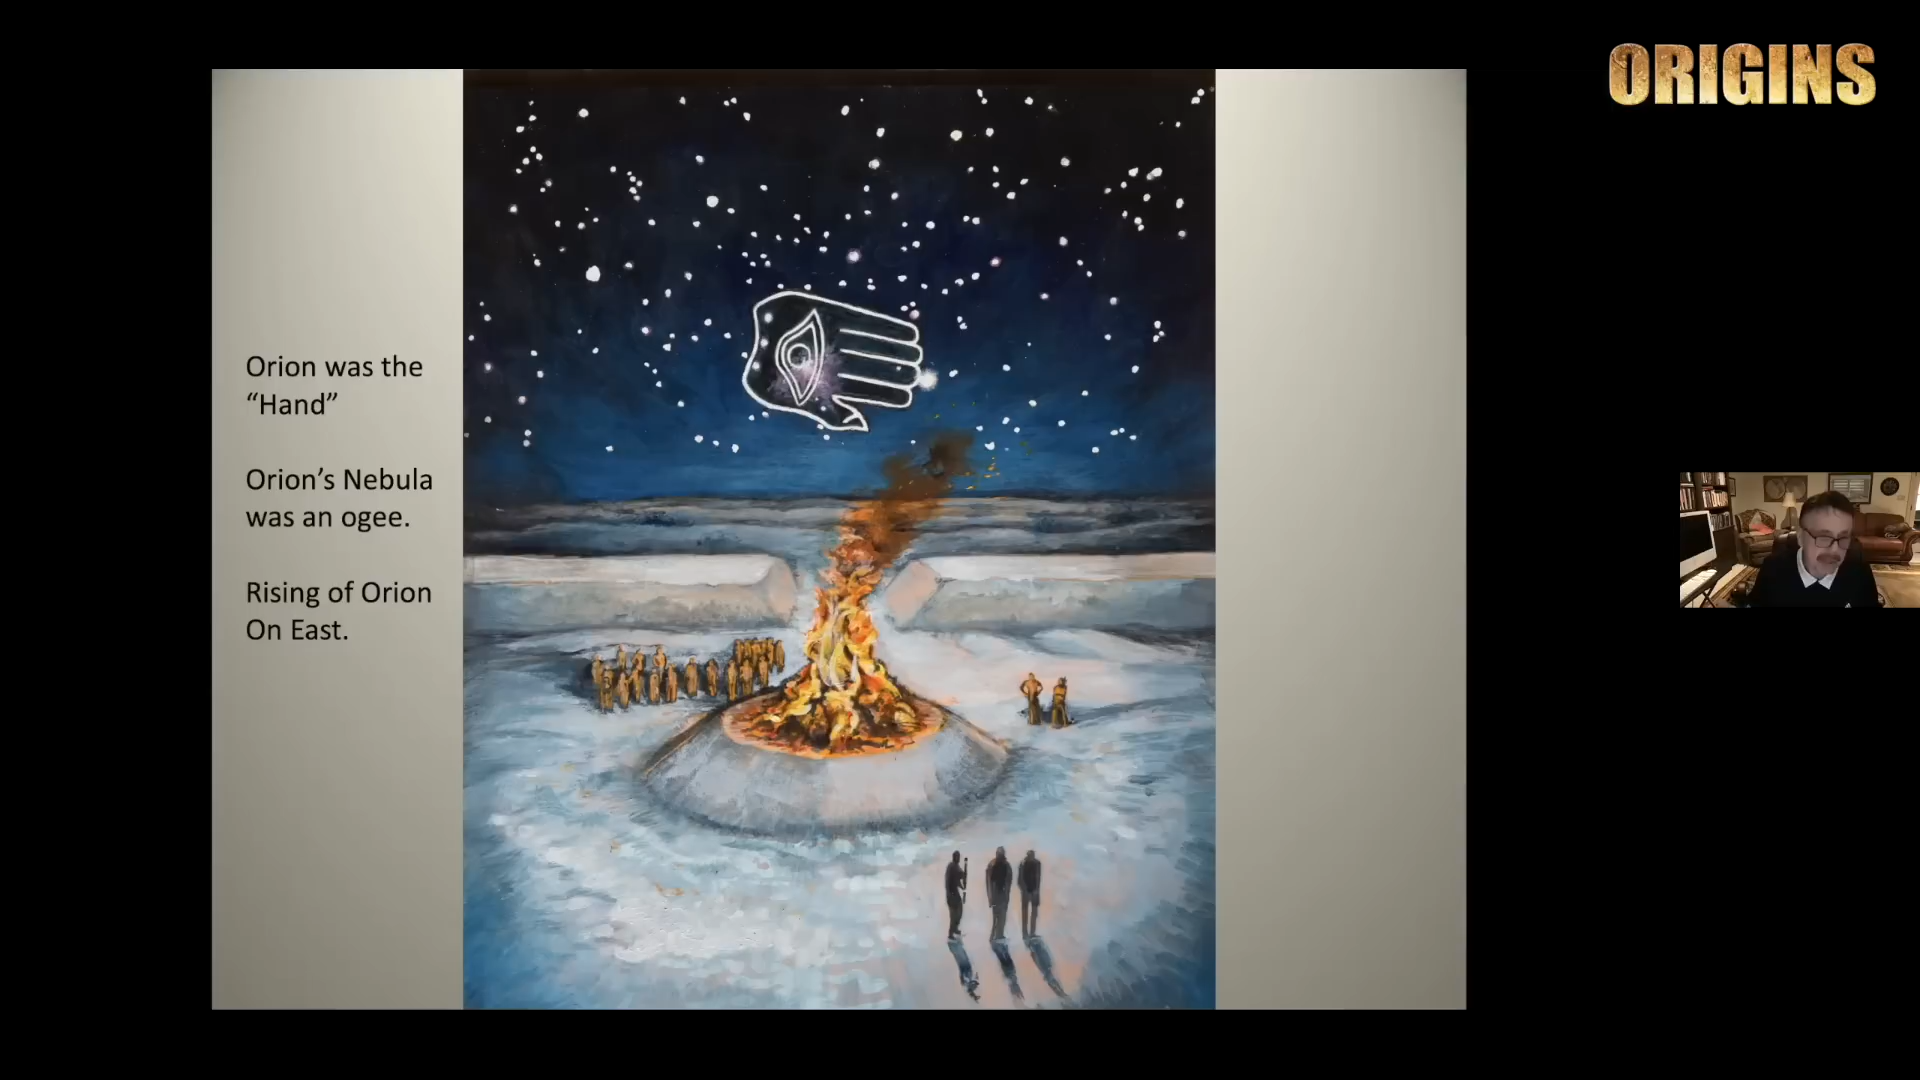 ORIGINS
Orion was the
“Hand”
Orion’s Nebula
was an ogee.
Rising of Orion
On East.